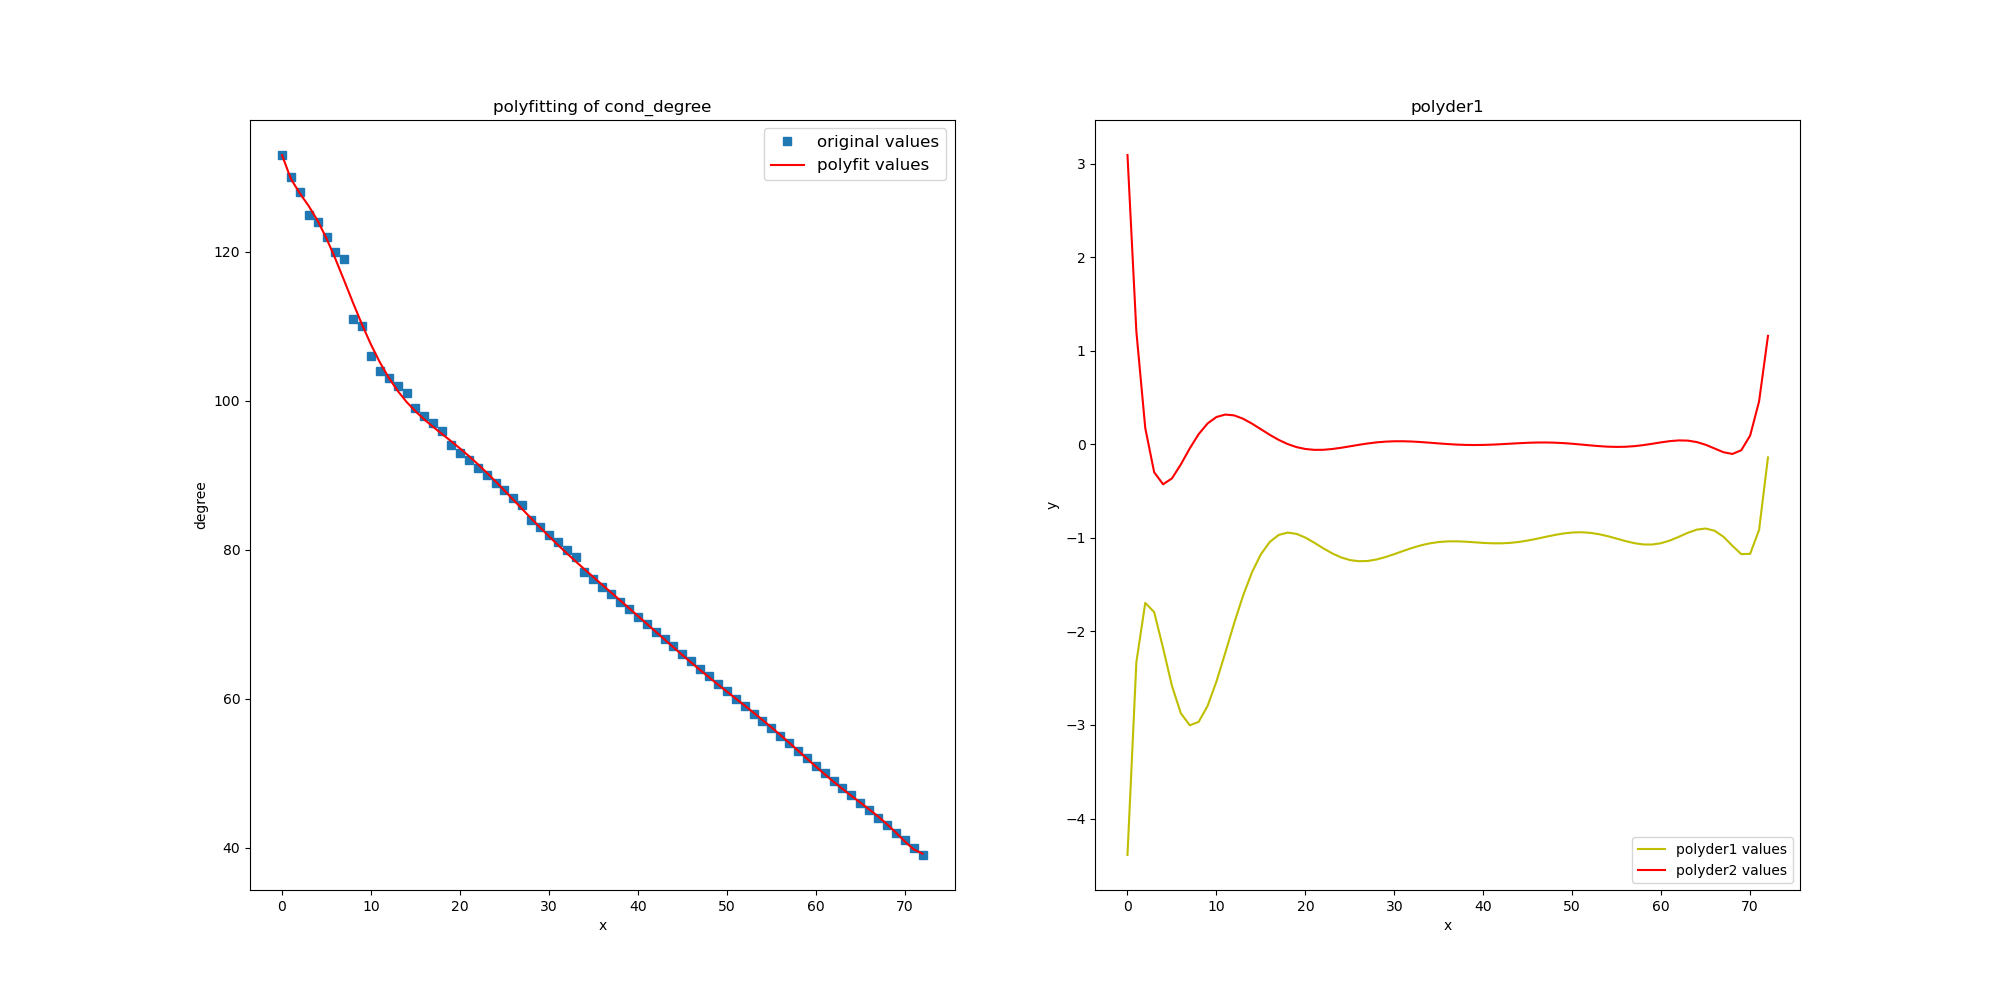 polyfitting of cond_degree
original values
polyfit values
degree
120
100
80
60
40
0 10 20 30 40 50 60 70
x
polyder1
y
3
2
1
0
−1
−2
−3
−4
polyder1 values
polyder2 values
0 10 20 30 40 50 60 70
x